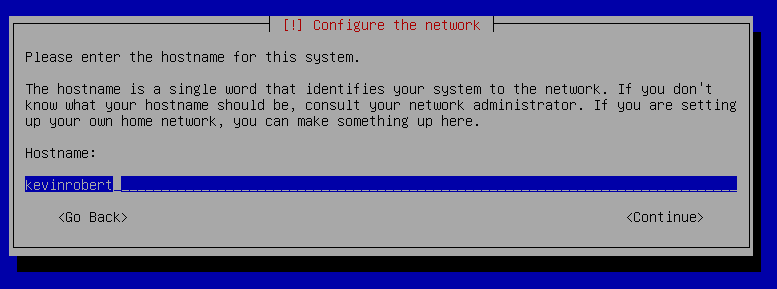 [!] Configure the network
Please enter the hostname for this system.
The hostname is a single word that identifies your system to the network. If you don't
know what your hostname should be, consult your network administrator. If you are setting
up your own home network, you can make something up here.
Hostname:
kevinrobert
<Go Back> <Continue>